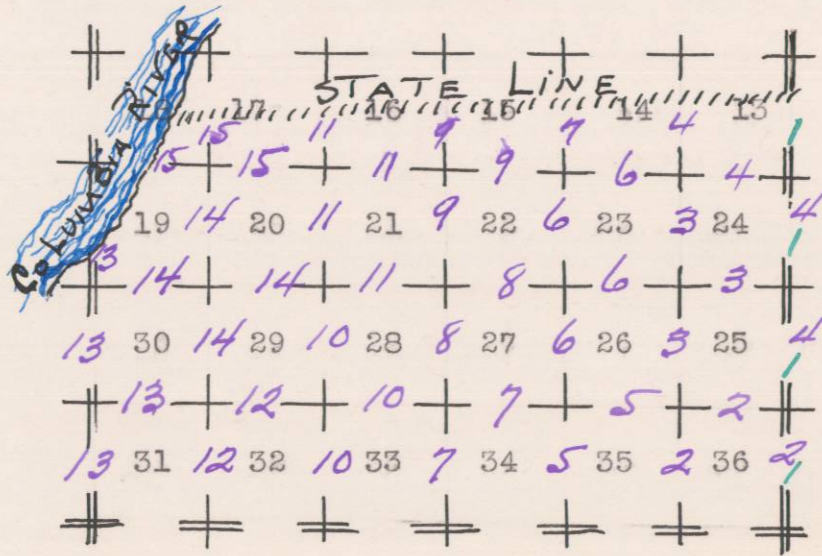 COLUMBIA RIVER
STATE LINE
18 17 16 15 14 13
15 11 9 7 4 1
15 15 11 9 6 4
19 14 20 11 21 9 22 6 23 3 24 4
13 1
14 14 11 8 6 3
13 30 14 29 10 28 8 27 6 26 3 25 4
1
13 12 10 7 5 2
13 31 12 32 10 33 7 34 5 35 2 36 2
1